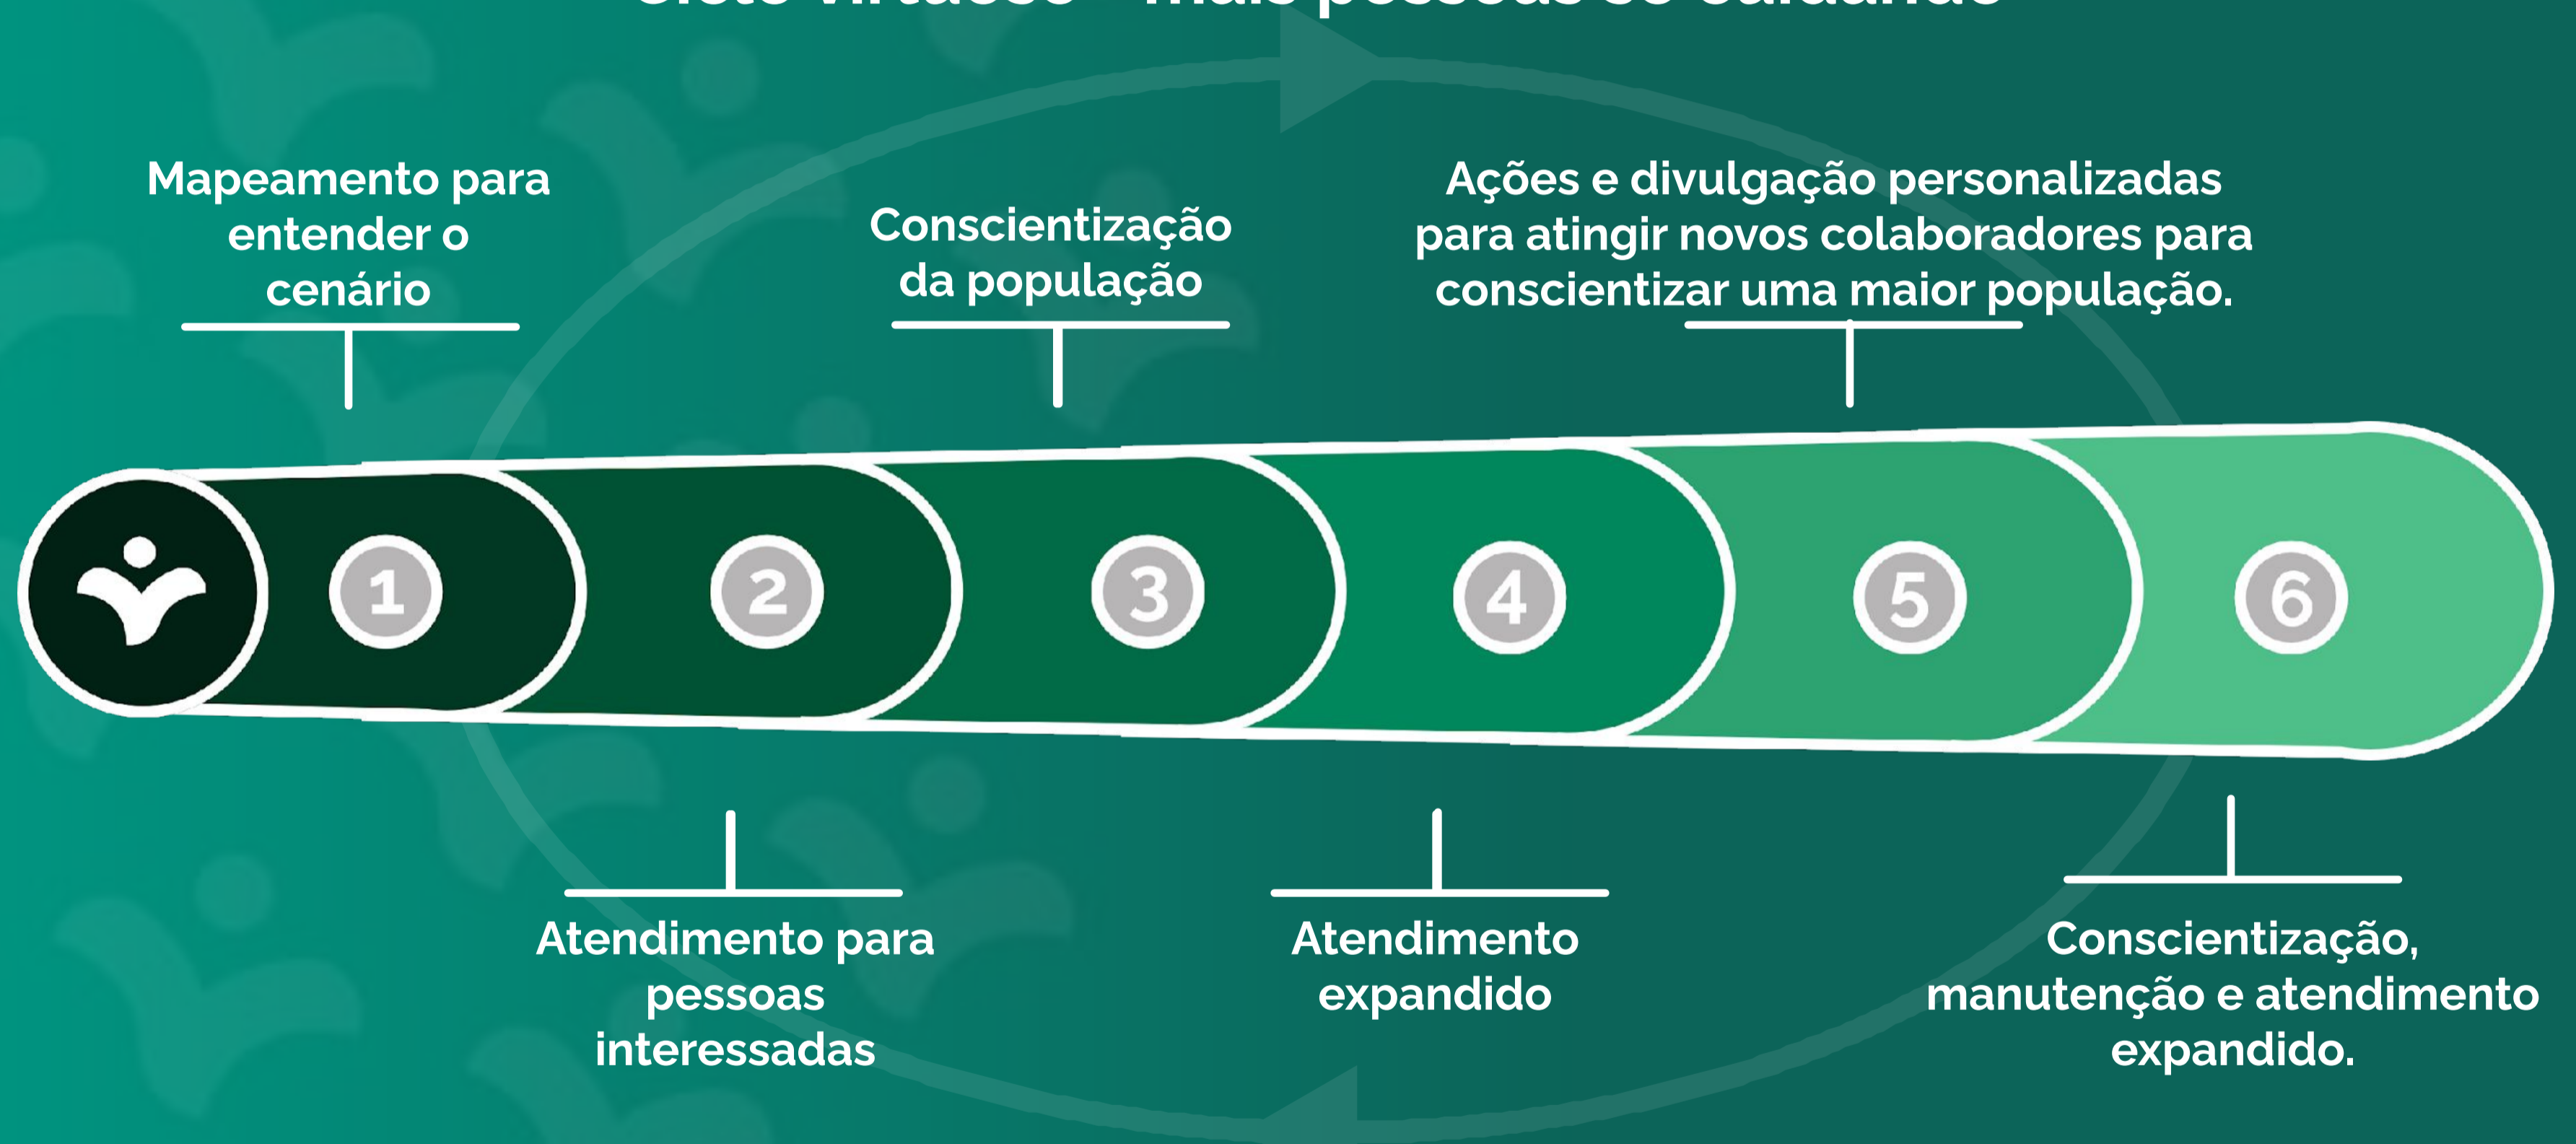 Mapeamento para
entender o
cenário
Conscientização
da população
Ações e divulgação personalizadas
para atingir novos colaboradores para
conscientizar uma maior população.
1
2
3
4
5
6
Atendimento para
pessoas
interessadas
Atendimento
expandido
Conscientização,
manutenção e atendimento
expandido.